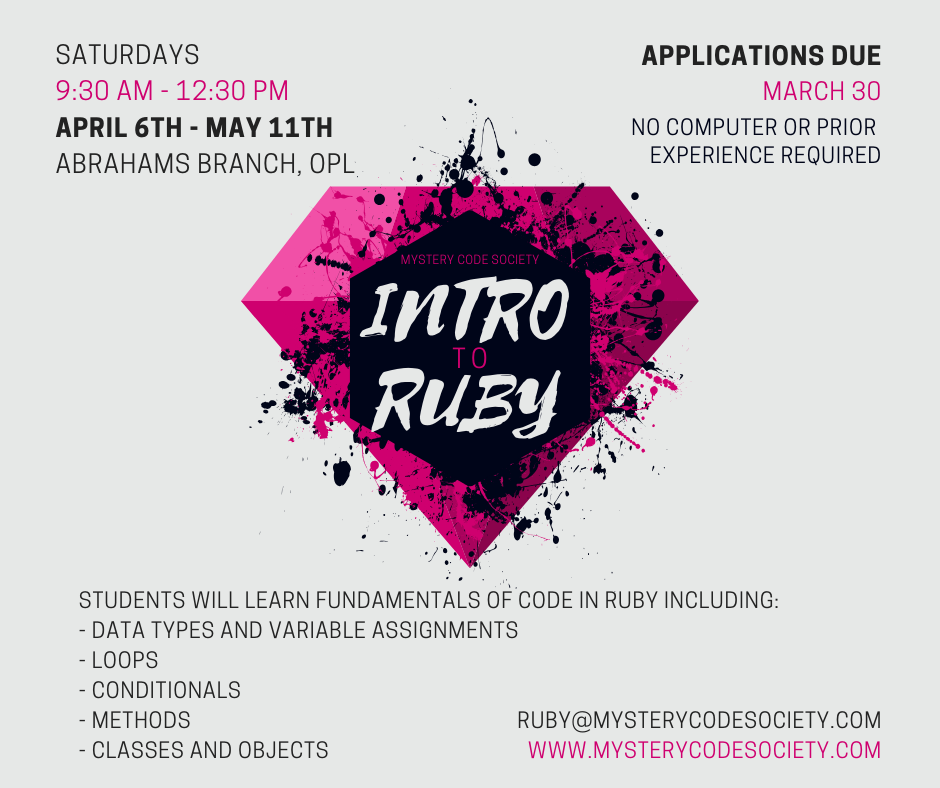 SATURDAYS
9:30 AM - 12:30 PM
APRIL 6TH - MAY 11TH
ABRAHAMS BRANCH, OPL
APPLICATIONS DUE
MARCH 30
NO COMPUTER OR PRIOR
EXPERIENCE REQUIRED
MYSTERY CODE SOCIETY
INTRO
TO
RUBY
STUDENTS WILL LEARN FUNDAMENTALS OF CODE IN RUBY INCLUDING:
- DATA TYPES AND VARIABLE ASSIGNMENTS
- LOOPS
- CONDITIONALS
- METHODS
- CLASSES AND OBJECTS
RUBY@MYSTERYCODESOCIETY.COM
WWW.MYSTERYCODESOCIETY.COM